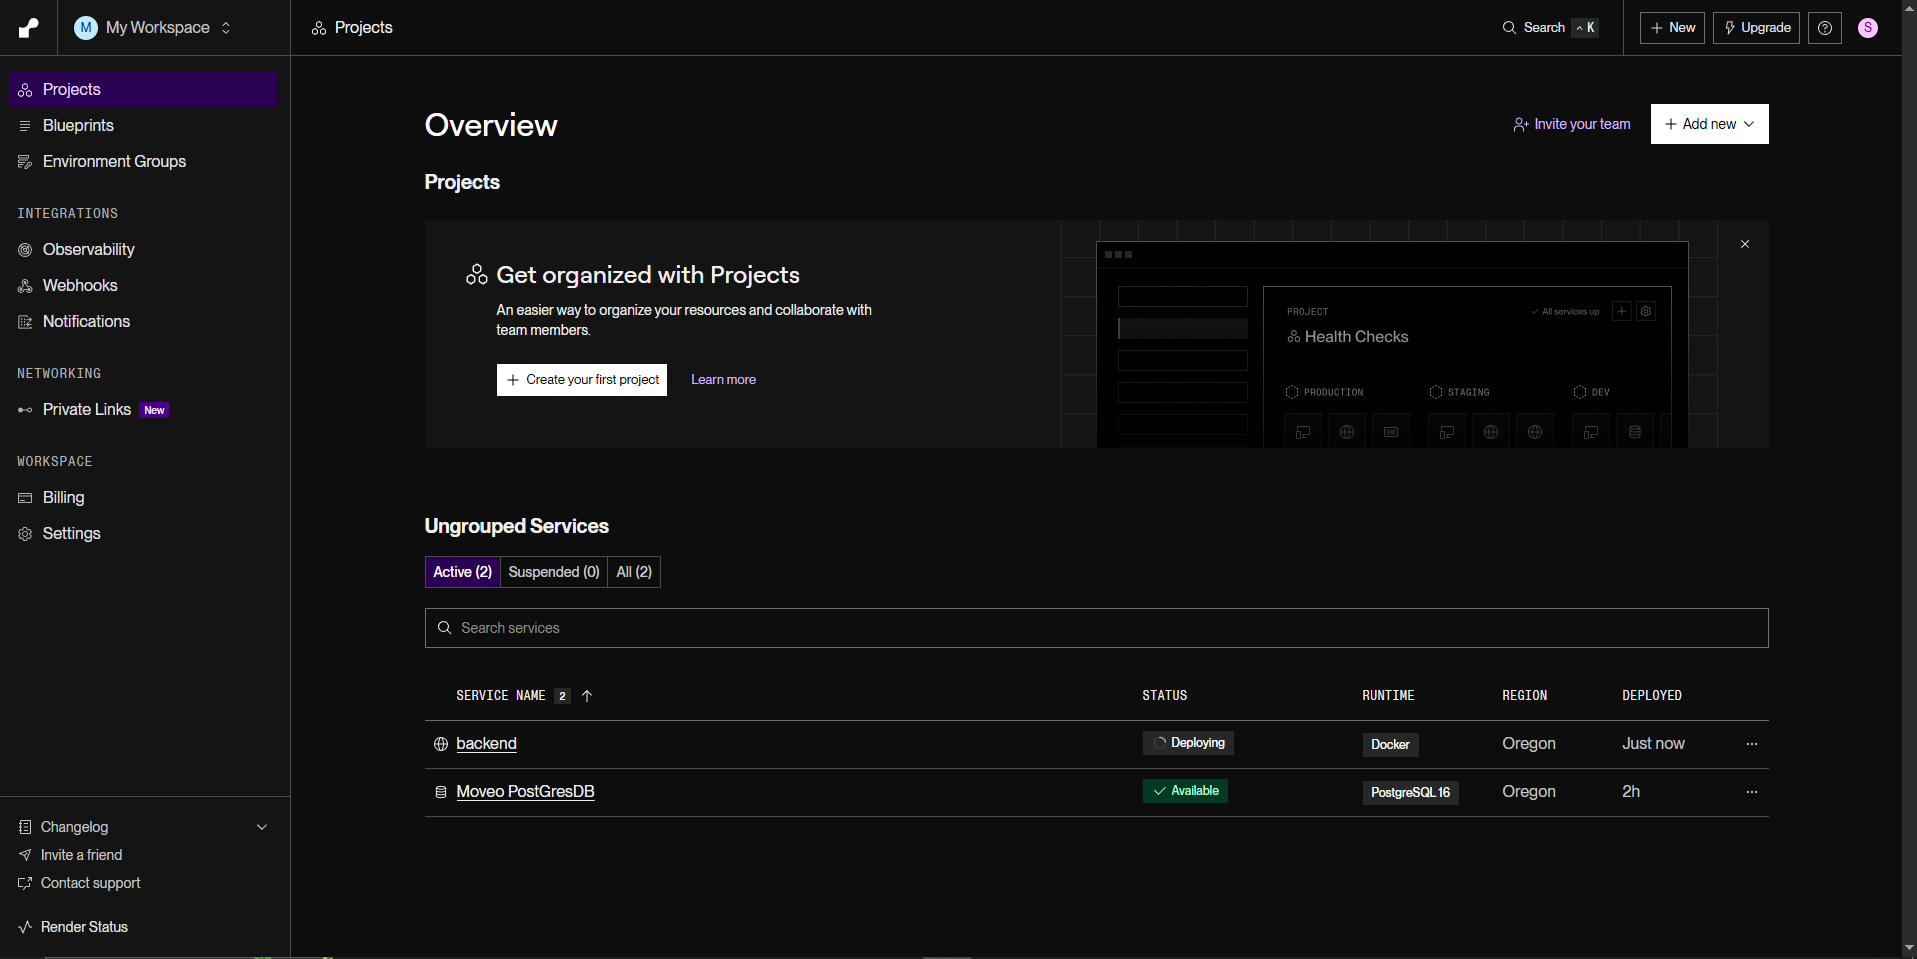 M My Workspace
Projects
Search ^ K
+ New
Upgrade
S
Projects
Blueprints
Environment Groups
INTEGRATIONS
Observability
Webhooks
Notifications
NETWORKING
Private Links New
WORKSPACE
Billing
Settings
Changelog
Invite a friend
Contact support
Render Status
Overview
Invite your team
+ Add new
Projects
Get organized with Projects
An easier way to organize your resources and collaborate with
team members.
+ Create your first project
Learn more
PROJECT
All services up
Health Checks
PRODUCTION
STAGING
DEV
Ungrouped Services
Active (2)
Suspended (0)
All (2)
Search services
SERVICE NAME 2 STATUS RUNTIME REGION DEPLOYED
backend Deploying Docker Oregon Just now ...
Moveo PostGresDB Available PostgreSQL 16 Oregon 2h ...